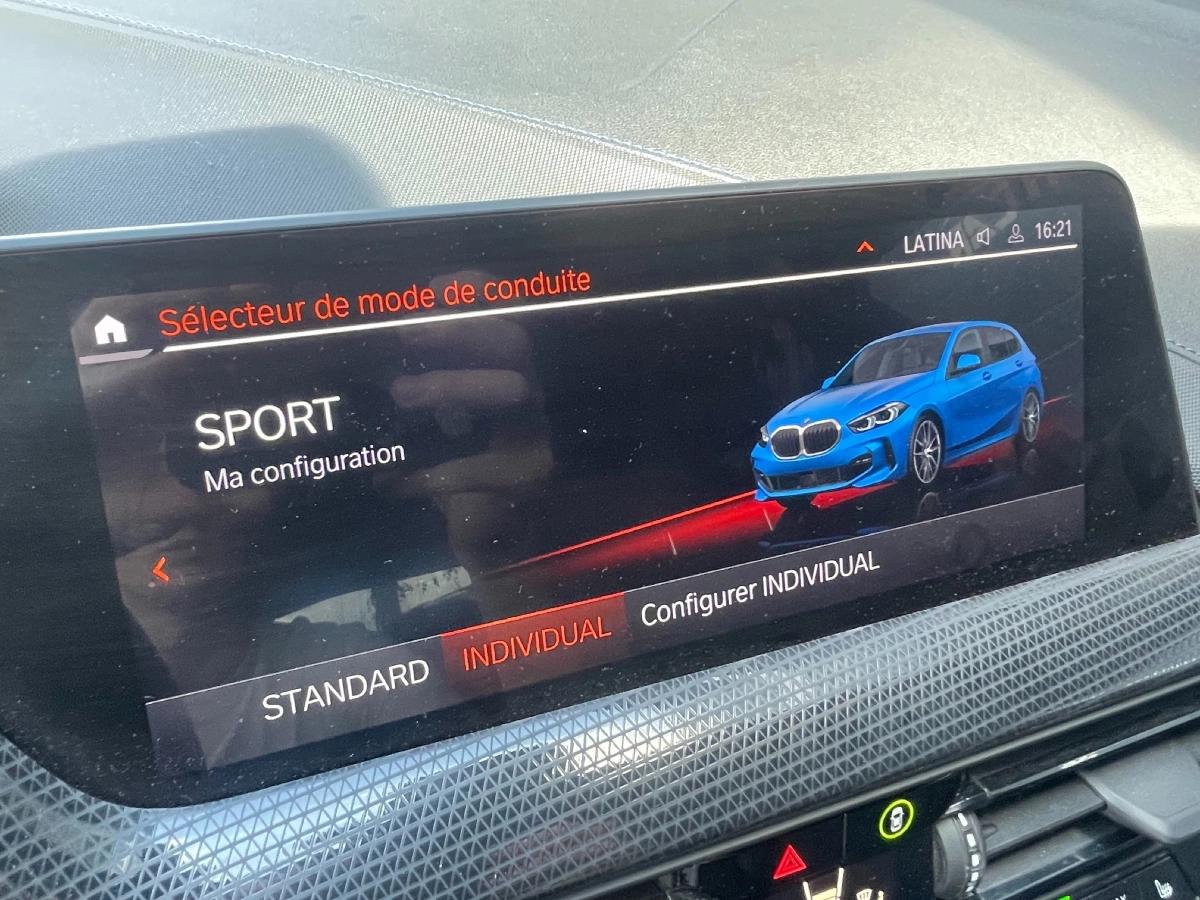 LATINA 16:21
Sélecteur de mode de conduite
SPORT
Ma configuration
STANDARD INDIVIDUAL Configurer INDIVIDUAL